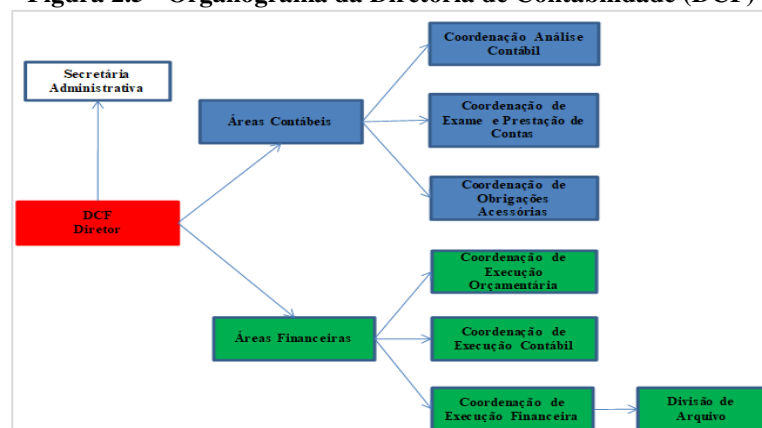 Figura 2.3 - Organograma da Diretoria de Contabilidade (DCF)
Coordenação Análise
Contábil
Secretária
Administrativa
Áreas Contábeis
Coordenação de
Exame e Prestação de
Contas
Coordenação de
Obrigações
Acessórias
DCF
Diretor
Coordenação de
Execução
Orçamentária
Áreas Financeiras
Coordenação de
Execução Contábil
Coordenação de
Execução Financeira
Divisão de
Arquivo